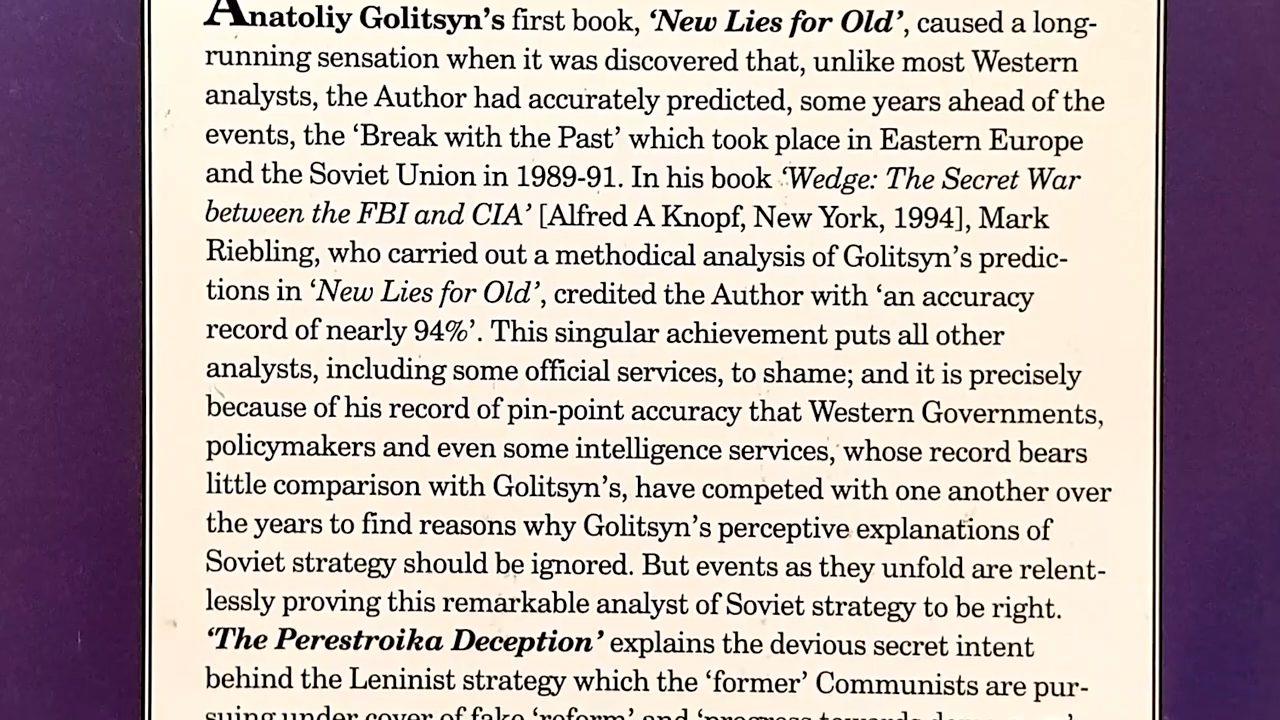 Anatoliy Golitsyn's first book, 'New Lies for Old', caused a long-
running sensation when it was discovered that, unlike most Western
analysts, the Author had accurately predicted, some years ahead of the
events, the 'Break with the Past' which took place in Eastern Europe
and the Soviet Union in 1989-91. In his book 'Wedge: The Secret War
between the FBI and CIA' [Alfred A Knopf, New York, 1994], Mark
Riebling, who carried out a methodical analysis of Golitsyn's predic-
tions in 'New Lies for Old', credited the Author with 'an accuracy
record of nearly 94%'. This singular achievement puts all other
analysts, including some official services, to shame; and it is precisely
because of his record of pin-point accuracy that Western Governments,
policymakers and even some intelligence services, whose record bears
little comparison with Golitsyn's, have competed with one another over
the years to find reasons why Golitsyn's perceptive explanations of
Soviet strategy should be ignored. But events as they unfold are relent-
lessly proving this remarkable analyst of Soviet strategy to be right.
'The Perestroika Deception' explains the devious secret intent
behind the Leninist strategy which the 'former' Communists are pur-
suing under cover of fake 'reform' and 'progress towards